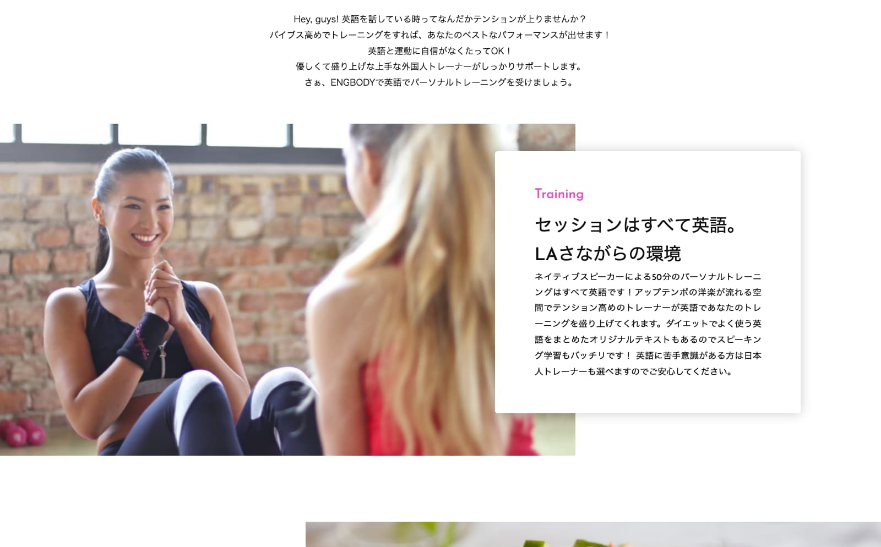 Hey, guys! 英語を話している時ってなんだかテンションが上りませんか？
バイブス高めでトレーニングをすれば、あなたのベストなパフォーマンスが出せます！
英語と運動に自信がなくたってOK！
優しくて盛り上げな上手な外国人トレーナーがしっかりサポートします。
さぁ、ENGBODYで英語でパーソナルトレーニングを受けましょう。
Training
セッションはすべて英語。
LAさながらの環境
ネイティブスピーカーによる50分のパーソナルトレーニ
ングはすべて英語です！アップテンポの洋楽が流れる空
間でテンション高めのトレーナーが英語であなたのトレ
ーニングを盛り上げてくれます。ダイエットでよく使う英
語をまとめたオリジナルテキストもあるのでスピーキン
グ学習もバッチリです！ 英語に苦手意識がある方は日本
人トレーナーも選べますのでご安心してください。